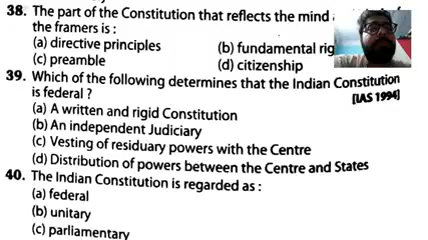 38. The part of the Constitution that reflects the mind
the framers is :
(a) directive principles
(b) fundamental
(c) preamble
(d) citizenship
39. Which of the following determines that the Indian Constitution
is federal ?
[IAS 1994]
(a) A written and rigid Constitution
(b) An independent Judiciary
(c) Vesting of residuary powers with the Centre
(d) Distribution of powers between the Centre and States
40. The Indian Constitution is regarded as :
(a) federal
(b) unitary
(c) parliamentary